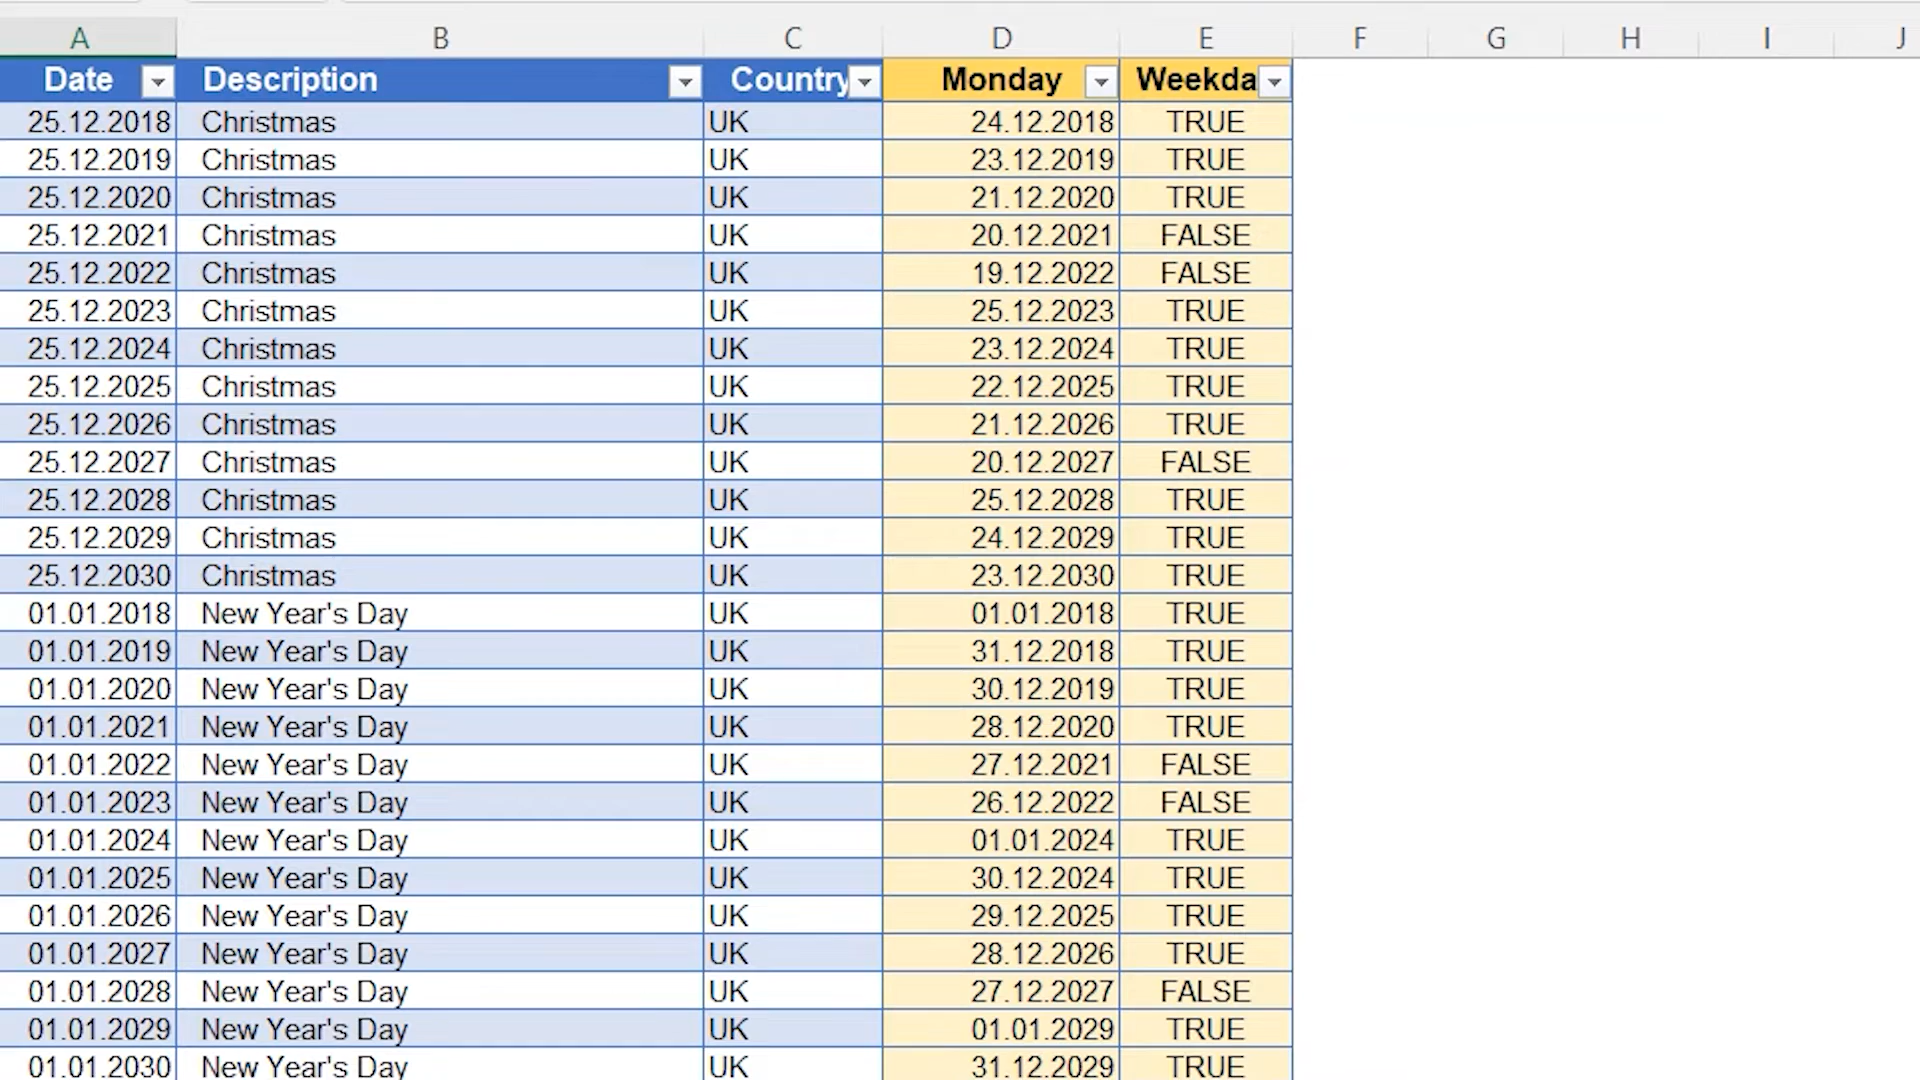 A B C D E F G H I J
Date Description Country Monday Weekda
25.12.2018 Christmas UK 24.12.2018 TRUE
25.12.2019 Christmas UK 23.12.2019 TRUE
25.12.2020 Christmas UK 21.12.2020 TRUE
25.12.2021 Christmas UK 20.12.2021 FALSE
25.12.2022 Christmas UK 19.12.2022 FALSE
25.12.2023 Christmas UK 25.12.2023 TRUE
25.12.2024 Christmas UK 23.12.2024 TRUE
25.12.2025 Christmas UK 22.12.2025 TRUE
25.12.2026 Christmas UK 21.12.2026 TRUE
25.12.2027 Christmas UK 20.12.2027 FALSE
25.12.2028 Christmas UK 25.12.2028 TRUE
25.12.2029 Christmas UK 24.12.2029 TRUE
25.12.2030 Christmas UK 23.12.2030 TRUE
01.01.2018 New Year's Day UK 01.01.2018 TRUE
01.01.2019 New Year's Day UK 31.12.2018 TRUE
01.01.2020 New Year's Day UK 30.12.2019 TRUE
01.01.2021 New Year's Day UK 28.12.2020 TRUE
01.01.2022 New Year's Day UK 27.12.2021 FALSE
01.01.2023 New Year's Day UK 26.12.2022 FALSE
01.01.2024 New Year's Day UK 01.01.2024 TRUE
01.01.2025 New Year's Day UK 30.12.2024 TRUE
01.01.2026 New Year's Day UK 29.12.2025 TRUE
01.01.2027 New Year's Day UK 28.12.2026 TRUE
01.01.2028 New Year's Day UK 27.12.2027 FALSE
01.01.2029 New Year's Day UK 01.01.2029 TRUE
01.01.2030 New Year's Day UK 31.12.2029 TRUE